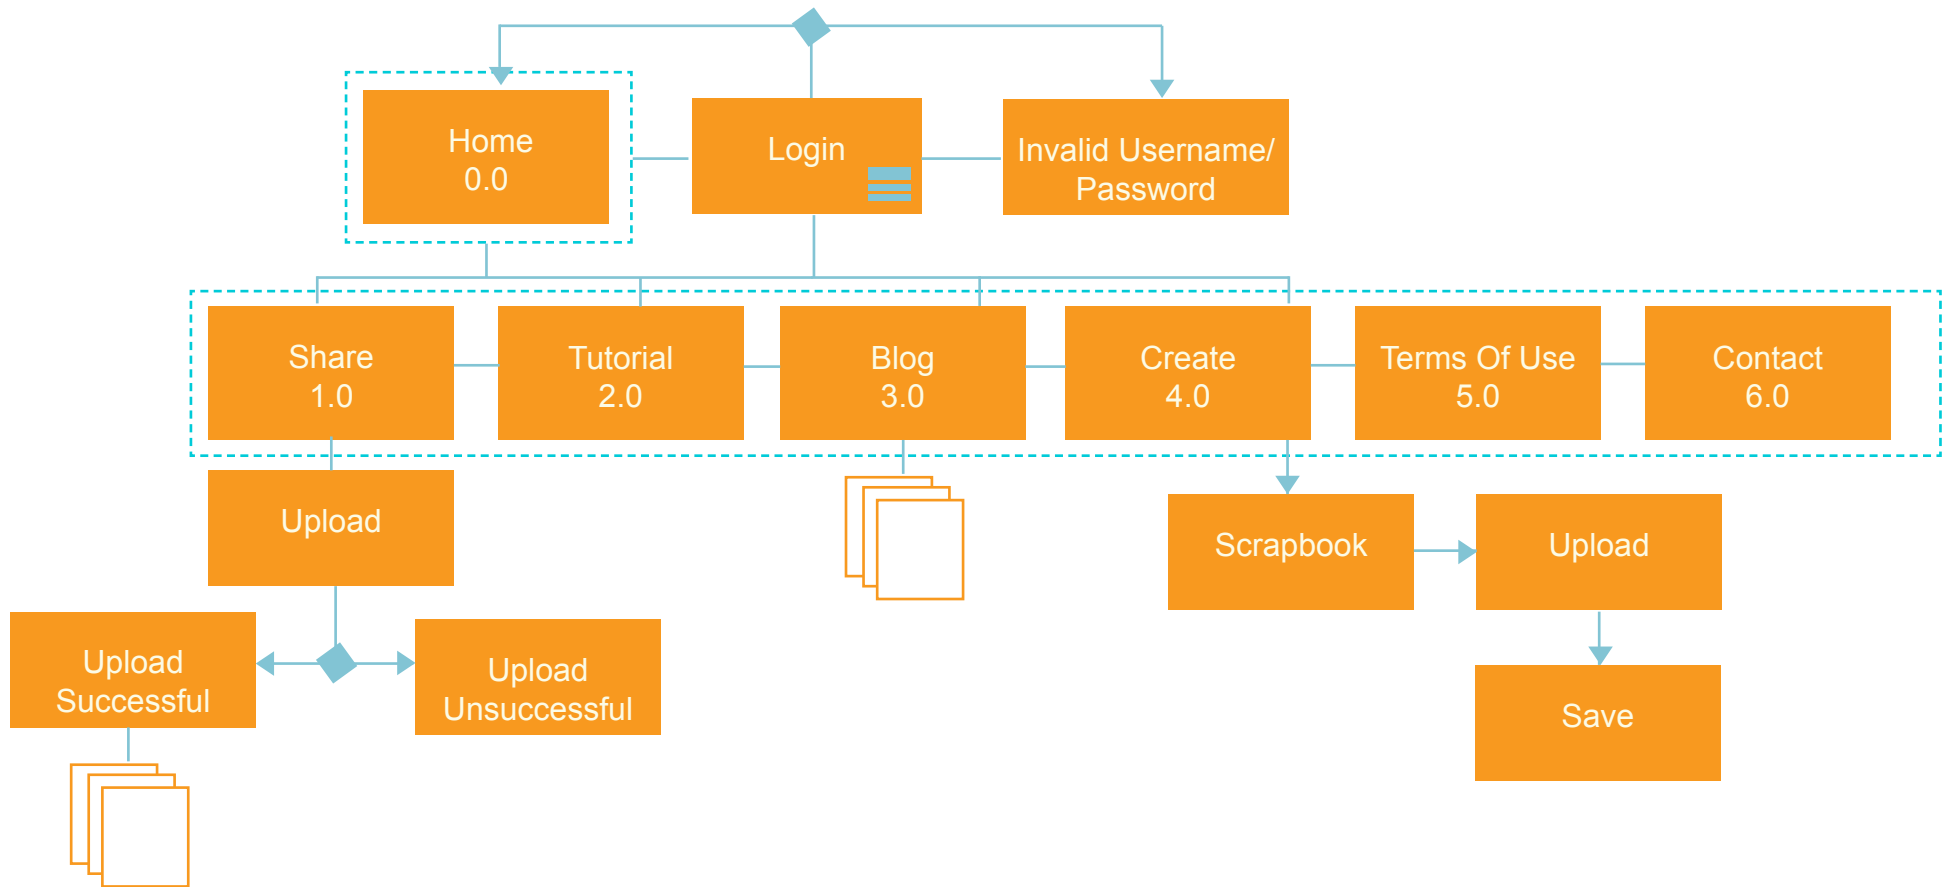 Home
0.0
Login
Invalid Username/
Password
Share
1.0
Tutorial
2.0
Blog
3.0
Create
4.0
Terms Of Use
5.0
Contact
6.0
Upload
Scrapbook
Upload
Upload
Successful
Upload
Unsuccessful
Save